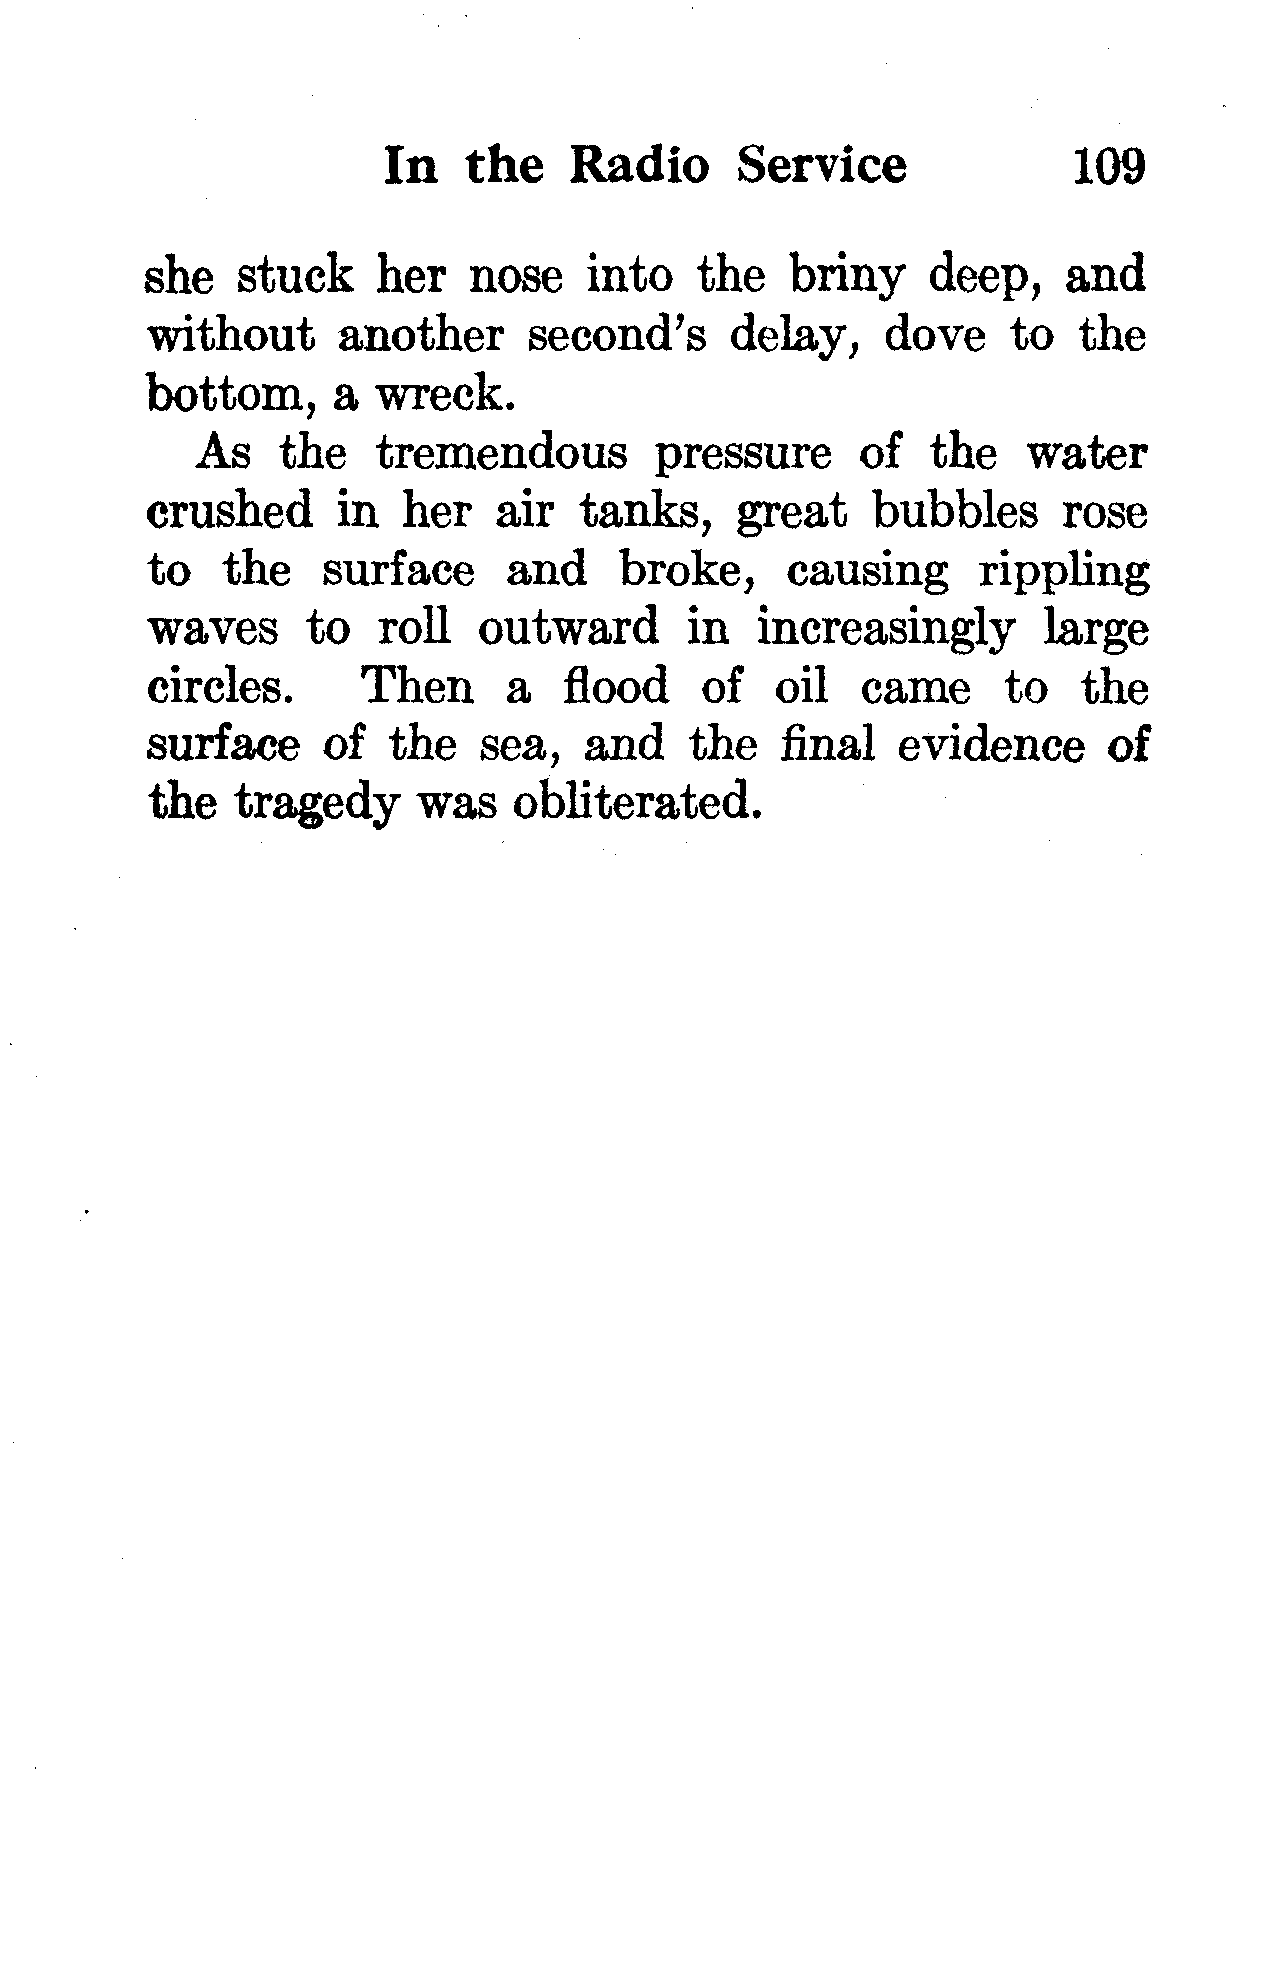 In the Radio Service 109
she stuck her nose into the briny deep, and
without another second's delay, dove to the
bottom, a wreck.
As the tremendous pressure of the water
crushed in her air tanks, great bubbles rose
to the surface and broke, causing rippling
waves to roll outward in increasingly large
circles. Then a flood of oil came to the
surface of the sea, and the final evidence of
the tragedy was obliterated.